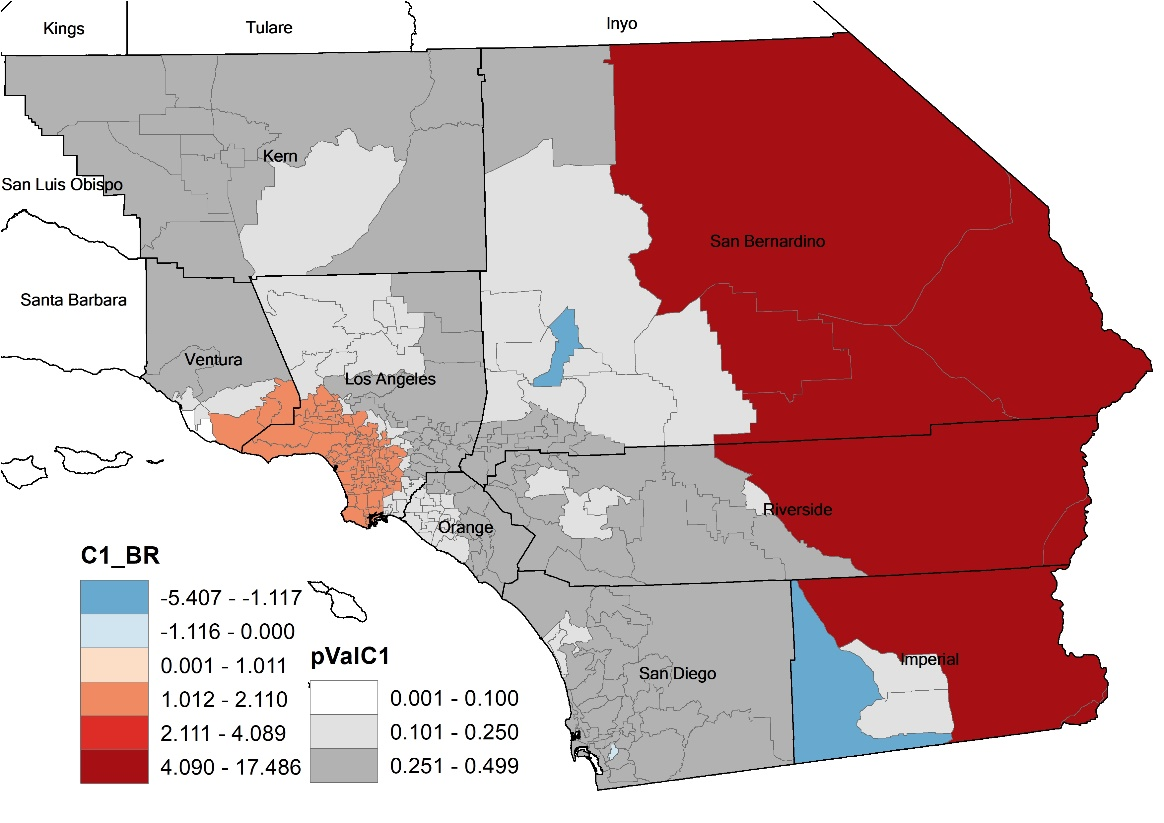 Kings
Tulare
Inyo
Kern
San Luis Obispo
San Bernardino
Santa Barbara
Ventura
Los Angeles
Riverside
Orange
C1_BR
-5.407 - -1.117
-1.116 - 0.000
0.001 - 1.011
1.012 - 2.110
2.111 - 4.089
4.090 - 17.486
pValC1
0.001 - 0.100
0.101 - 0.250
0.251 - 0.499
San Diego
Imperial